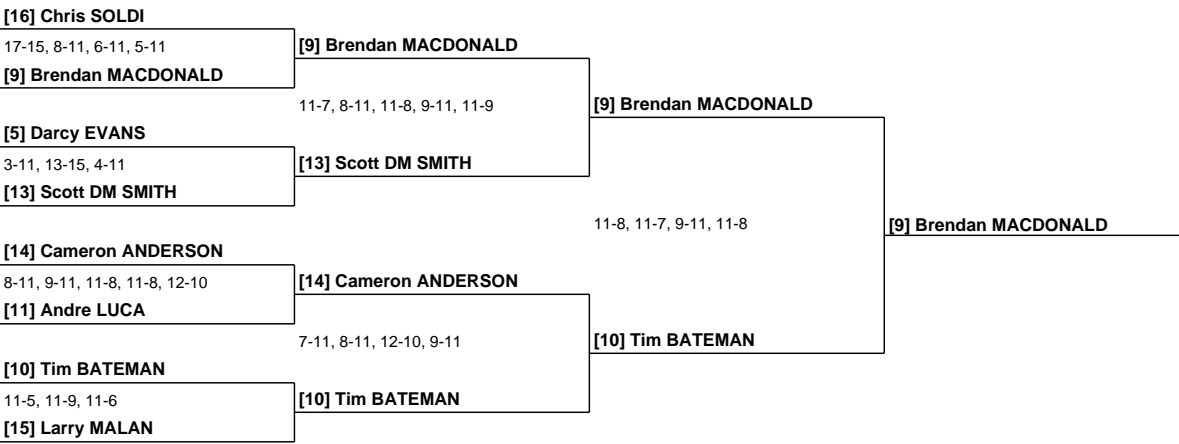 [16] Chris SOLDI
17-15, 8-11, 6-11, 5-11
[9] Brendan MACDONALD
[9] Brendan MACDONALD
11-7, 8-11, 11-8, 9-11, 11-9
[9] Brendan MACDONALD
[5] Darcy EVANS
3-11, 13-15, 4-11
[13] Scott DM SMITH
[13] Scott DM SMITH
11-8, 11-7, 9-11, 11-8
[9] Brendan MACDONALD
[14] Cameron ANDERSON
8-11, 9-11, 11-8, 11-8, 12-10
[14] Cameron ANDERSON
[11] Andre LUCA
7-11, 8-11, 12-10, 9-11
[10] Tim BATEMAN
[10] Tim BATEMAN
11-5, 11-9, 11-6
[10] Tim BATEMAN
[15] Larry MALAN